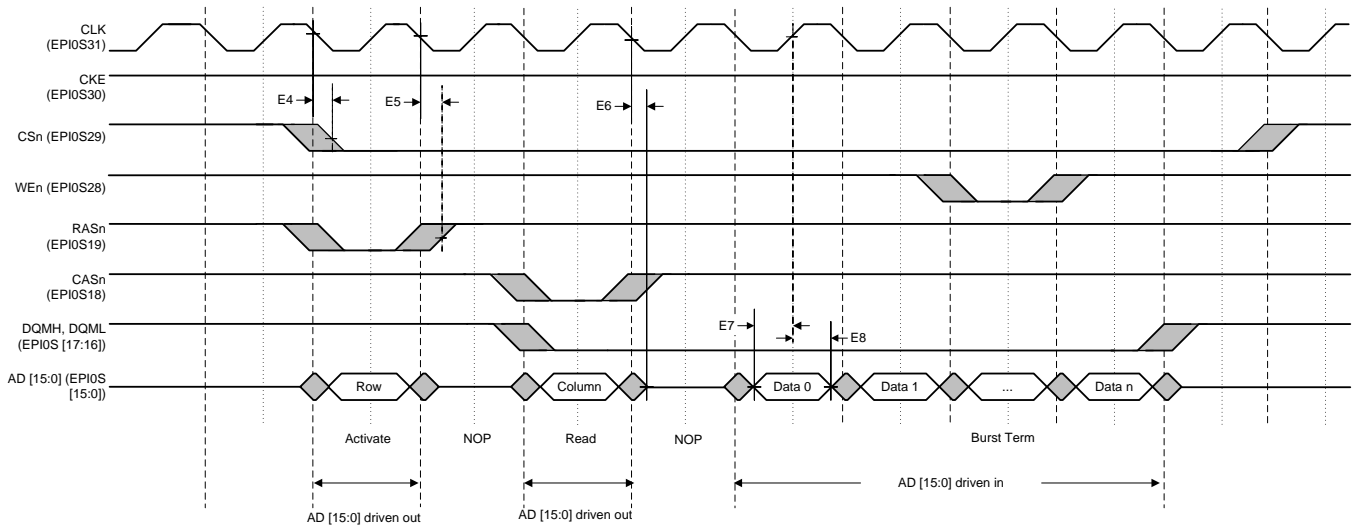 CLK
(EPI0S31)
CKE
(EPI0S30)
E4
E5
E6
CSn (EPI0S29)
WEn (EPI0S28)
RASn
(EPI0S19)
CASn
(EPI0S18)
DQMH, DQML
(EPI0S [17:16])
E7
E8
AD [15:0] (EPI0S
[15:0])
Row
Column
Data 0
Data 1
...
Data n
Activate
NOP
Read
NOP
Burst Term
AD [15:0] driven in
AD [15:0] driven out
AD [15:0] driven out